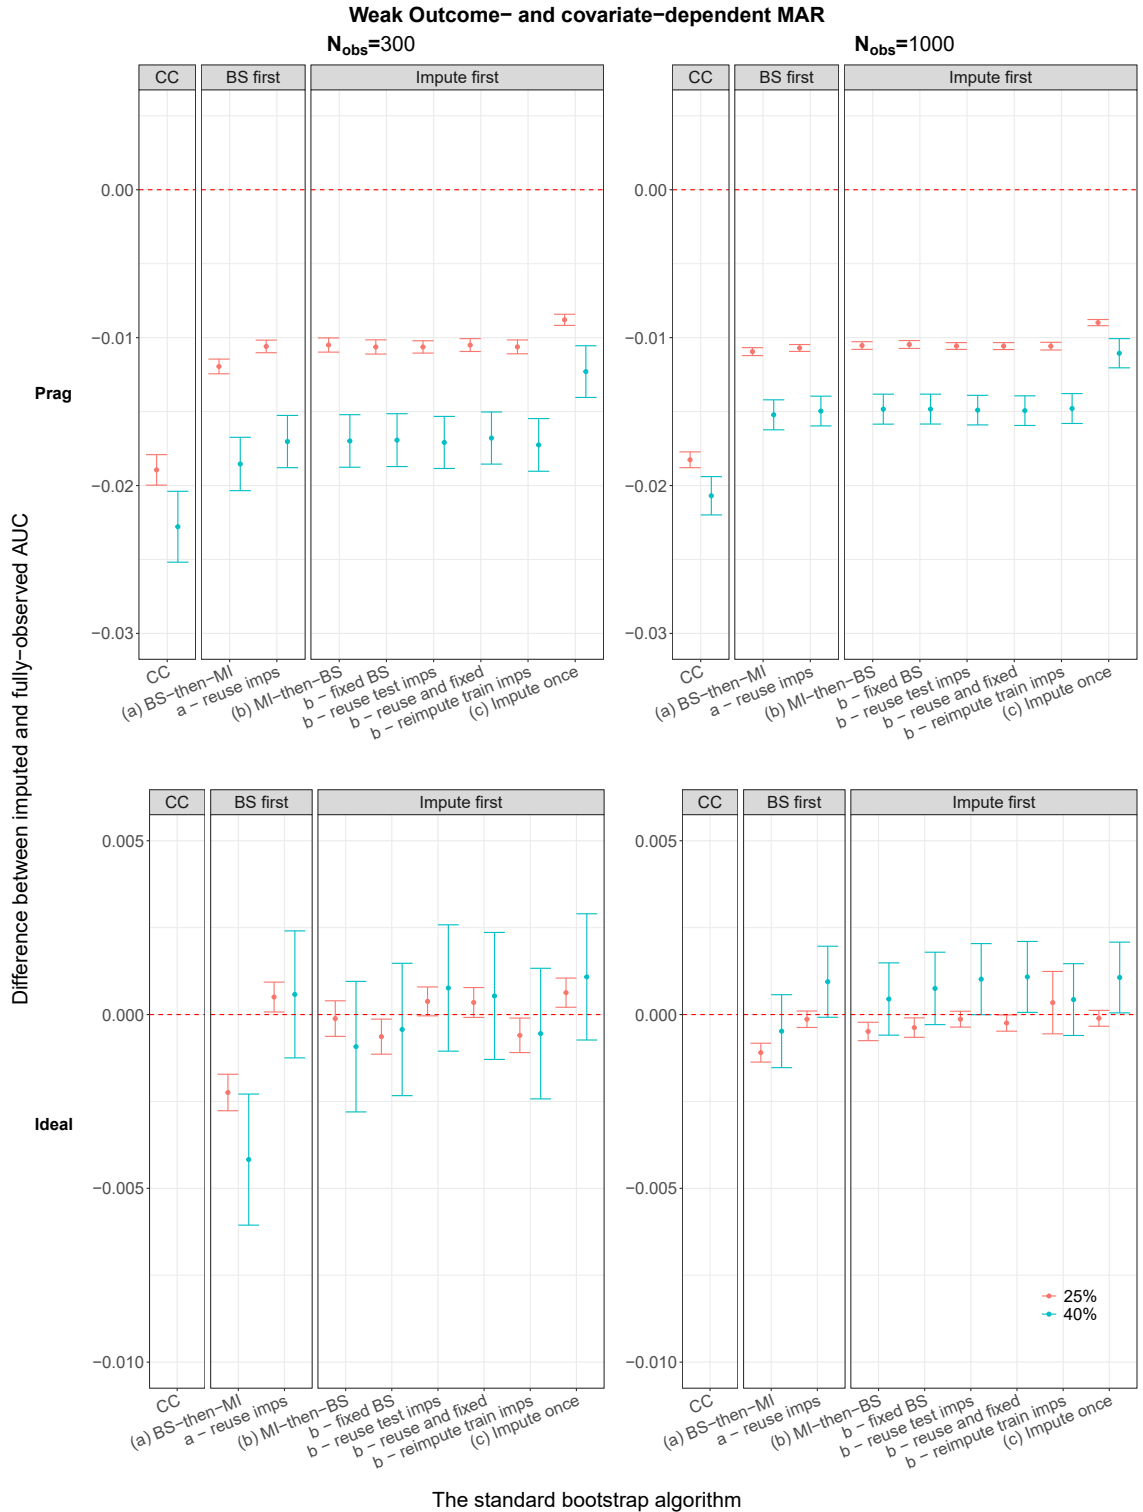 Weak Outcome− and covariate−dependent MAR
Nobs=300
Nobs=1000
CC
BS first
Impute first
CC
BS first
Impute first
0.00
−0.01
−0.02
−0.03
0.00
−0.01
−0.02
−0.03
Prag
CC
(a) BS−then−MI
a − reuse imps
(b) MI−then−BS
b − fixed BS
b − reuse test imps
b − reuse and fixed
b − reimpute train imps
(c) Impute once
CC
(a) BS−then−MI
a − reuse imps
(b) MI−then−BS
b − fixed BS
b − reuse test imps
b − reuse and fixed
b − reimpute train imps
(c) Impute once
Difference between imputed and fully−observed AUC
CC
BS first
Impute first
CC
BS first
Impute first
0.005
0.000
−0.005
−0.010
0.005
0.000
−0.005
−0.010
Ideal
25%
40%
CC
(a) BS−then−MI
a − reuse imps
(b) MI−then−BS
b − fixed BS
b − reuse test imps
b − reuse and fixed
b − reimpute train imps
(c) Impute once
CC
(a) BS−then−MI
a − reuse imps
(b) MI−then−BS
b − fixed BS
b − reuse test imps
b − reuse and fixed
b − reimpute train imps
(c) Impute once
The standard bootstrap algorithm